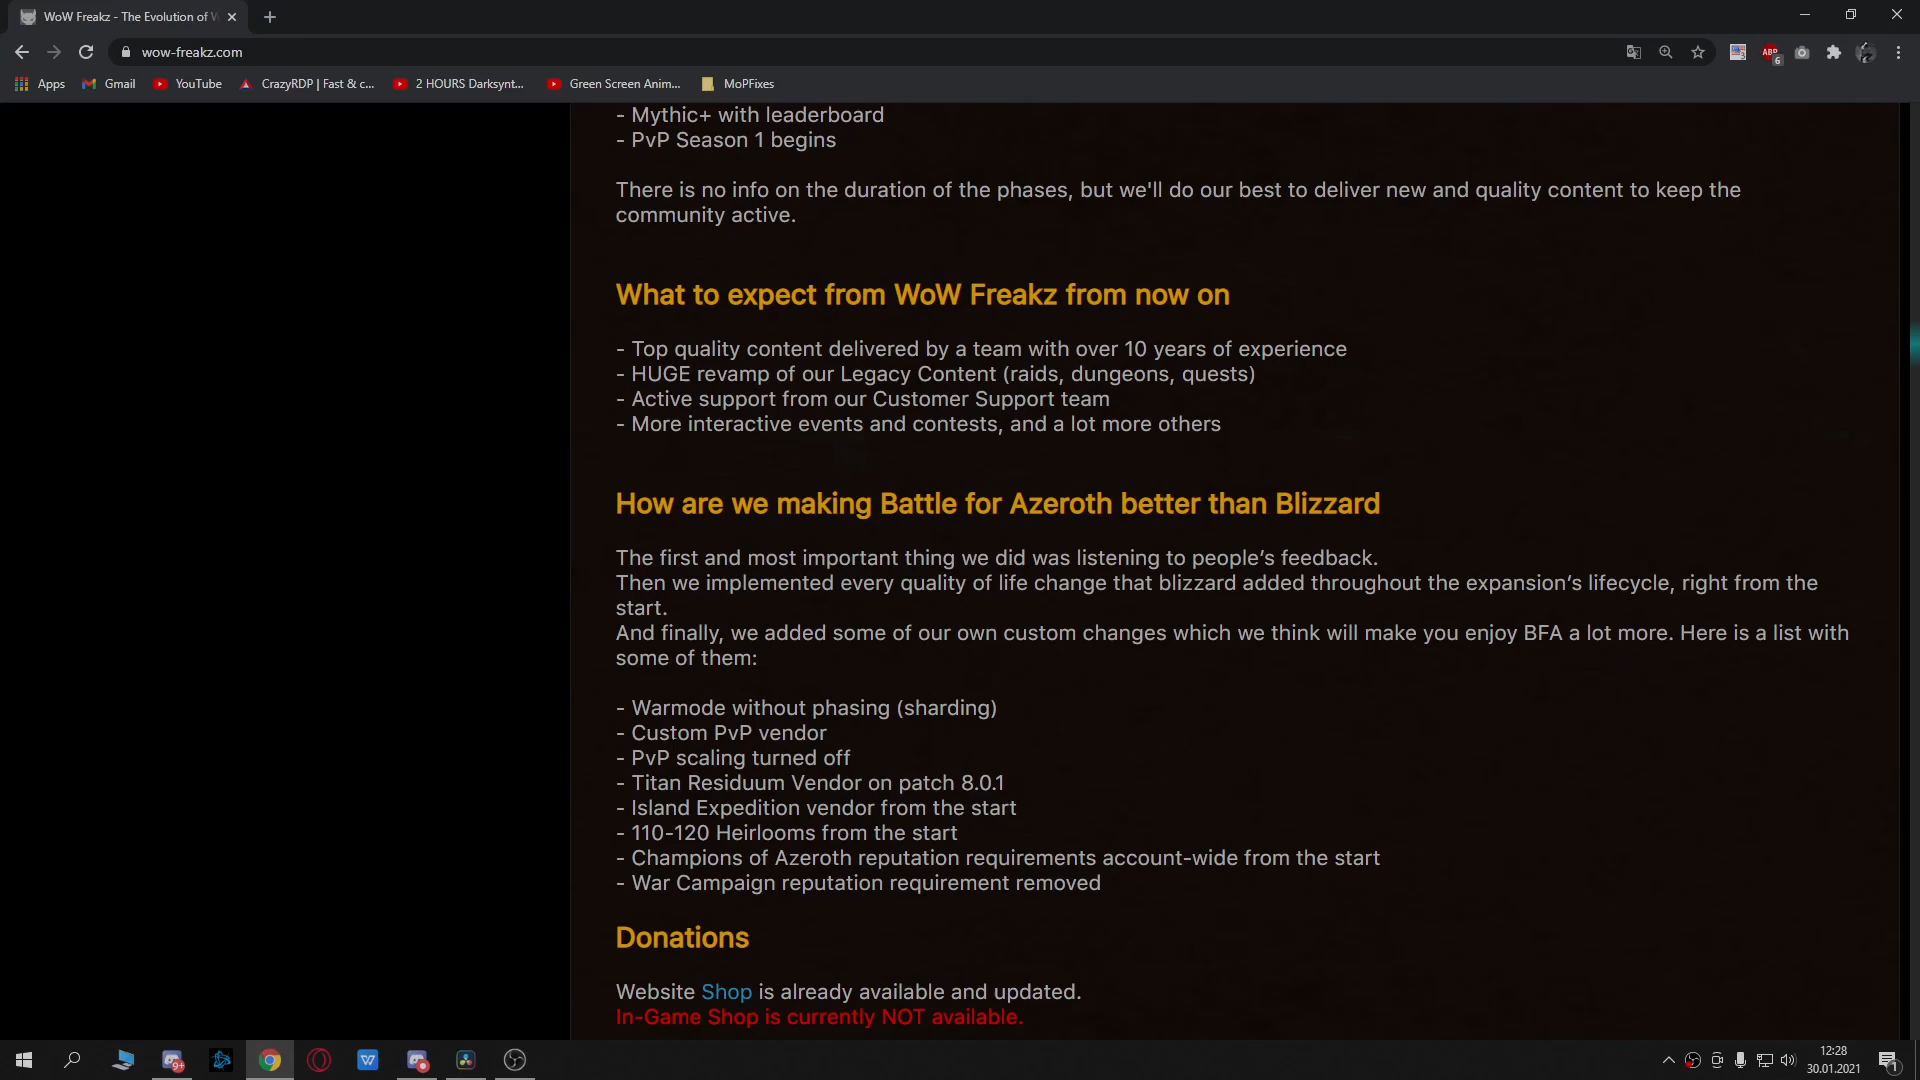 WoW Freakz - The Evolution of W
wow-freakz.com
ABP
6
Apps
Gmail
YouTube
CrazyRDP | Fast & c...
2 HOURS Darksynt...
Green Screen Anim...
MoPFixes
- Mythic+ with leaderboard
- PvP Season 1 begins
There is no info on the duration of the phases, but we'll do our best to deliver new and quality content to keep the
community active.
What to expect from WoW Freakz from now on
- Top quality content delivered by a team with over 10 years of experience
- HUGE revamp of our Legacy Content (raids, dungeons, quests)
- Active support from our Customer Support team
- More interactive events and contests, and a lot more others
How are we making Battle for Azeroth better than Blizzard
The first and most important thing we did was listening to people's feedback.
Then we implemented every quality of life change that blizzard added throughout the expansion's lifecycle, right from the
start.
And finally, we added some of our own custom changes which we think will make you enjoy BFA a lot more. Here is a list with
some of them:
- Warmode without phasing (sharding)
- Custom PvP vendor
- PvP scaling turned off
- Titan Residuum Vendor on patch 8.0.1
- Island Expedition vendor from the start
- 110-120 Heirlooms from the start
- Champions of Azeroth reputation requirements account-wide from the start
- War Campaign reputation requirement removed
Donations
Website Shop is already available and updated.
In-Game Shop is currently NOT available.
9+
W
12:28
30.01.2021
1